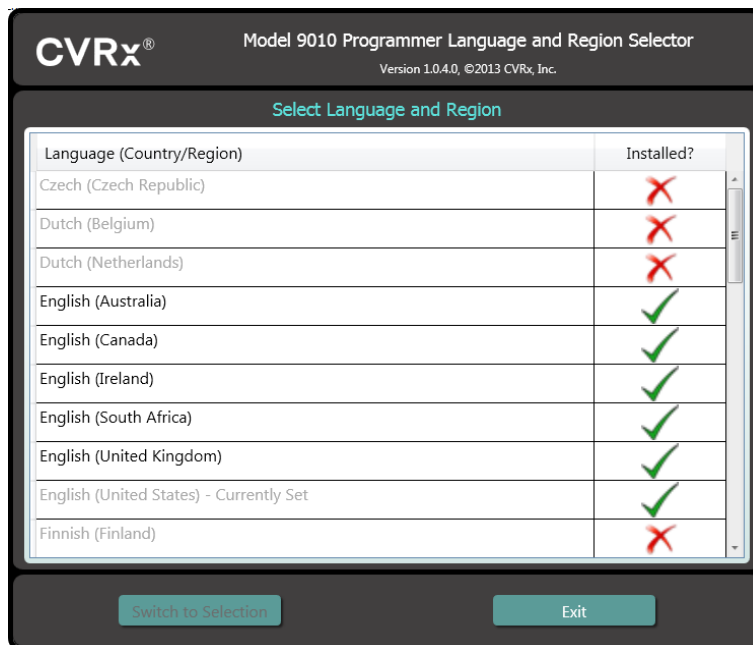 CVRx®
Model 9010 Programmer Language and Region Selector
Version 1.0.4.0, ©2013 CVRx, Inc.
Select Language and Region
Language (Country/Region) Installed?
Czech (Czech Republic)
Dutch (Belgium)
Dutch (Netherlands)
English (Australia)
English (Canada)
English (Ireland)
English (South Africa)
English (United Kingdom)
English (United States) - Currently Set
Finnish (Finland)
Switch to Selection Exit